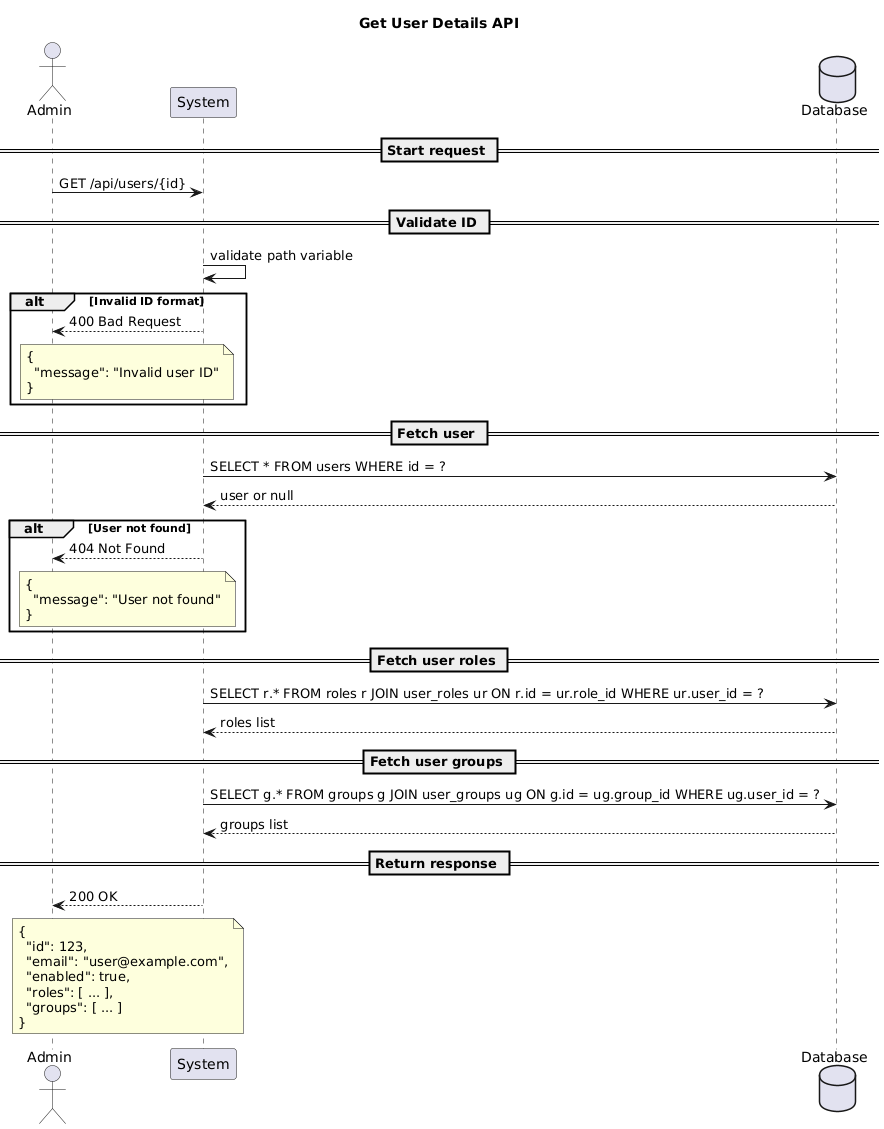 Get User Details API
Admin
System
Database
Start request
GET /api/users/{id}
Validate ID
validate path variable
alt [Invalid ID format]
400 Bad Request
{
"message": "Invalid user ID"
}
Fetch user
SELECT * FROM users WHERE id = ?
user or null
alt [User not found]
404 Not Found
{
"message": "User not found"
}
Fetch user roles
SELECT r.* FROM roles r JOIN user_roles ur ON r.id = ur.role_id WHERE ur.user_id = ?
roles list
Fetch user groups
SELECT g.* FROM groups g JOIN user_groups ug ON g.id = ug.group_id WHERE ug.user_id = ?
groups list
Return response
200 OK
{
"id": 123,
"email": "user@example.com",
"enabled": true,
"roles": [ ... ],
"groups": [ ... ]
}
Admin
System
Database